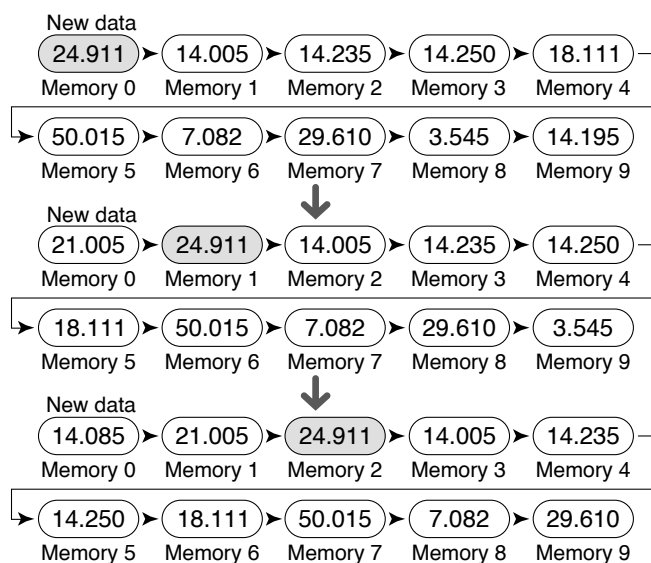 New data
24.911 14.005 14.235 14.250 18.111
Memory 0 Memory 1 Memory 2 Memory 3 Memory 4
50.015 7.082 29.610 3.545 14.195
Memory 5 Memory 6 Memory 7 Memory 8 Memory 9
New data
21.005 24.911 14.005 14.235 14.250
Memory 0 Memory 1 Memory 2 Memory 3 Memory 4
18.111 50.015 7.082 29.610 3.545
Memory 5 Memory 6 Memory 7 Memory 8 Memory 9
New data
14.085 21.005 24.911 14.005 14.235
Memory 0 Memory 1 Memory 2 Memory 3 Memory 4
14.250 18.111 50.015 7.082 29.610
Memory 5 Memory 6 Memory 7 Memory 8 Memory 9